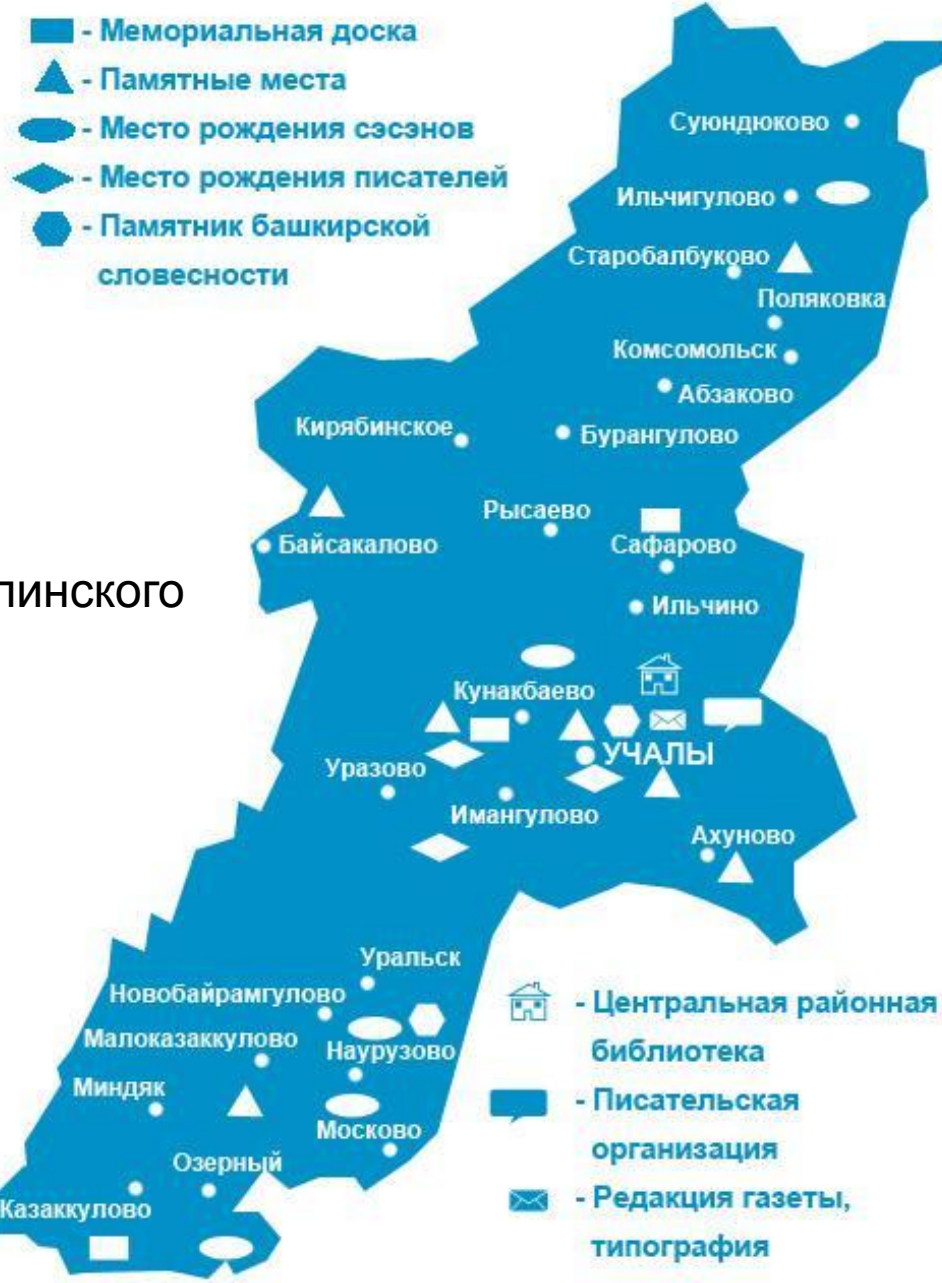 - Мемориальная доска
- Памятные места
- Место рождения сэсэнов
- Место рождения писателей
- Памятник башкирской
словесности
Суюндюково
Ильчигулово
Старобалбуково
Поляковка
Комсомольск
Абзаково
Кирябинское
Бурангулово
Рысаево
Байсакалово
Сафарово
линского
Ильчино
Кунакбаево
УЧАЛЫ
Уразово
Имангулово
Ахуново
Уральск
Новобайрамгулово
Малоказаккулово
Наурузово
Миндяк
Москово
Озерный
Казаккулово
- Центральная районная
библиотека
- Писательская
организация
- Редакция газеты,
типография